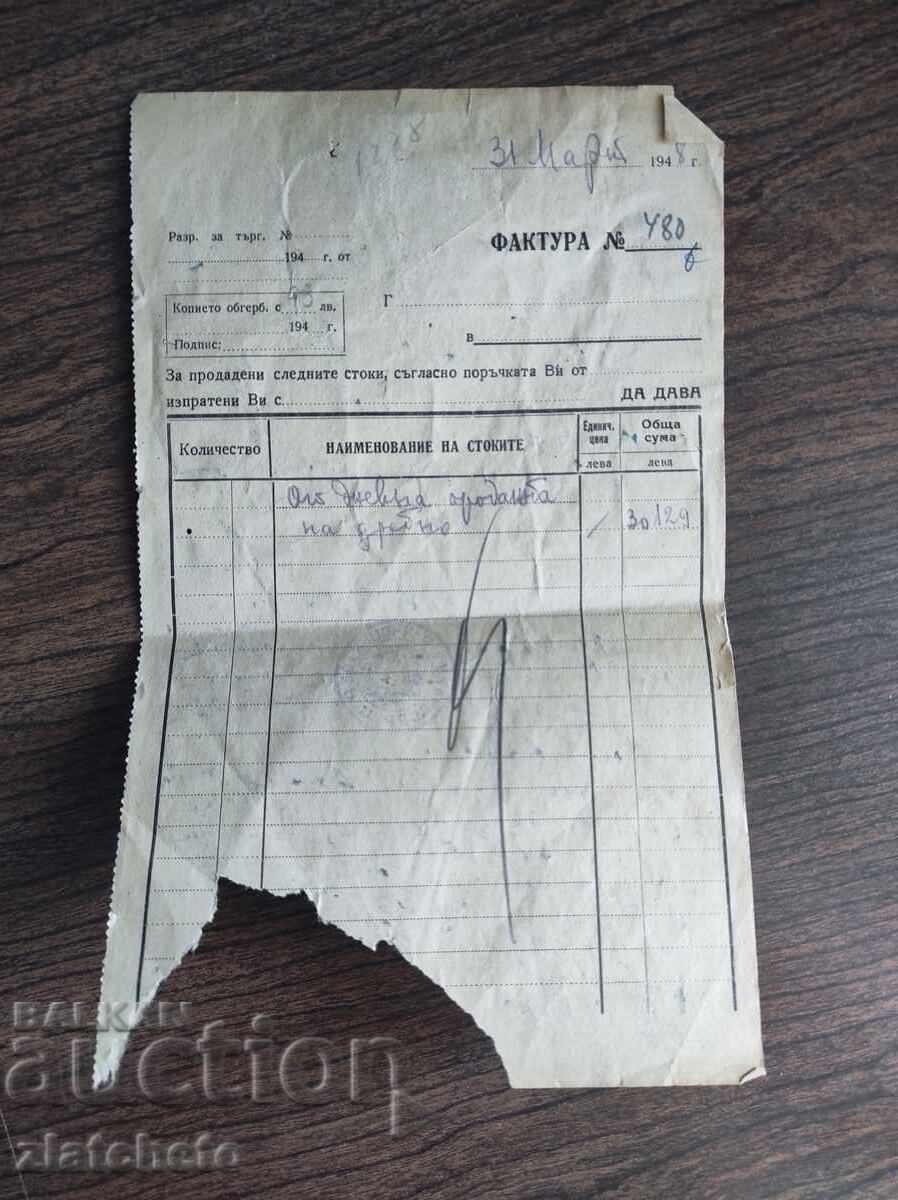 1228
31 Март 1948 г.
Разр. за търг. №
194 г. от
ФАКТУРА № 480
Копието обгерб. с 93 лв.
194 г.
Подпис:
Г
в
За продадени следните стоки, съгласно поръчката Ви от
изпратени Ви с ДА ДАВА
Количество НАИМЕНОВАНИЕ НА СТОКИТЕ Единич. цена Обща сума
лева лева
От дневна продажба
на дребно / 30129
BALKAN
auction
zlatcheto